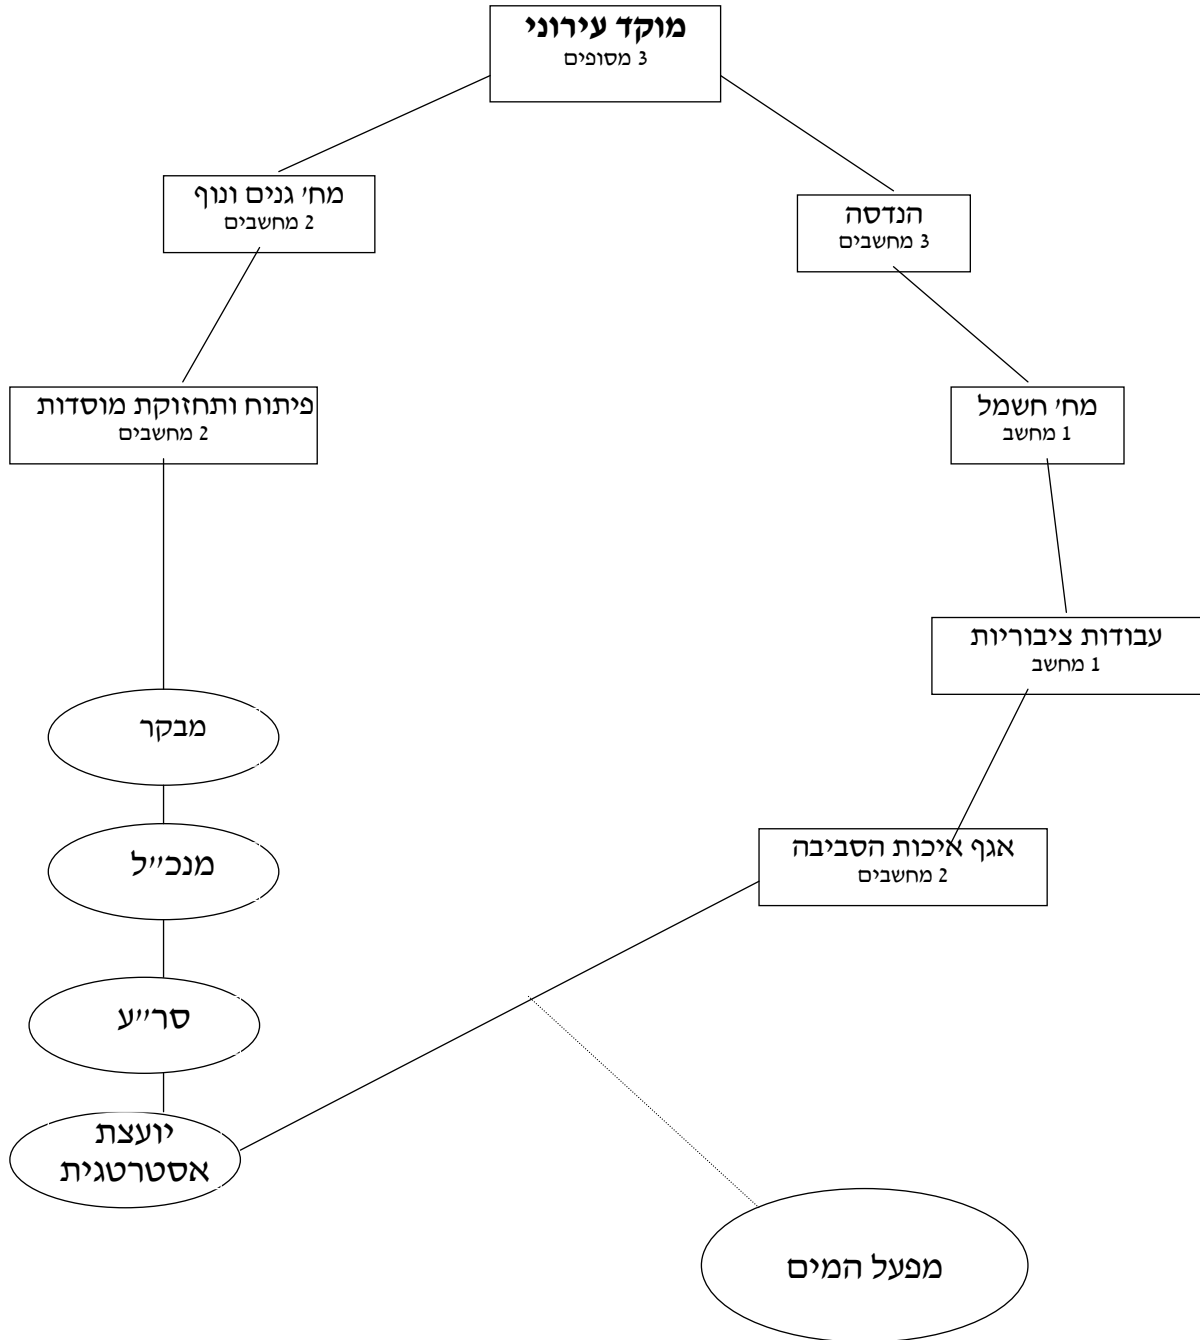 מוקד עירוני
3 מסופים
מח׳ גנים ונוף
2 מחשבים
הנדסה
3 מחשבים
פיתוח ותחזוקת מוסדות
2 מחשבים
מח׳ חשמל
1 מחשב
עבודות ציבוריות
1 מחשב
מבקר
אגף איכות הסביבה
2 מחשבים
מנכ״ל
סר״ע
יועצת
אסטרטגית
מפעל המים